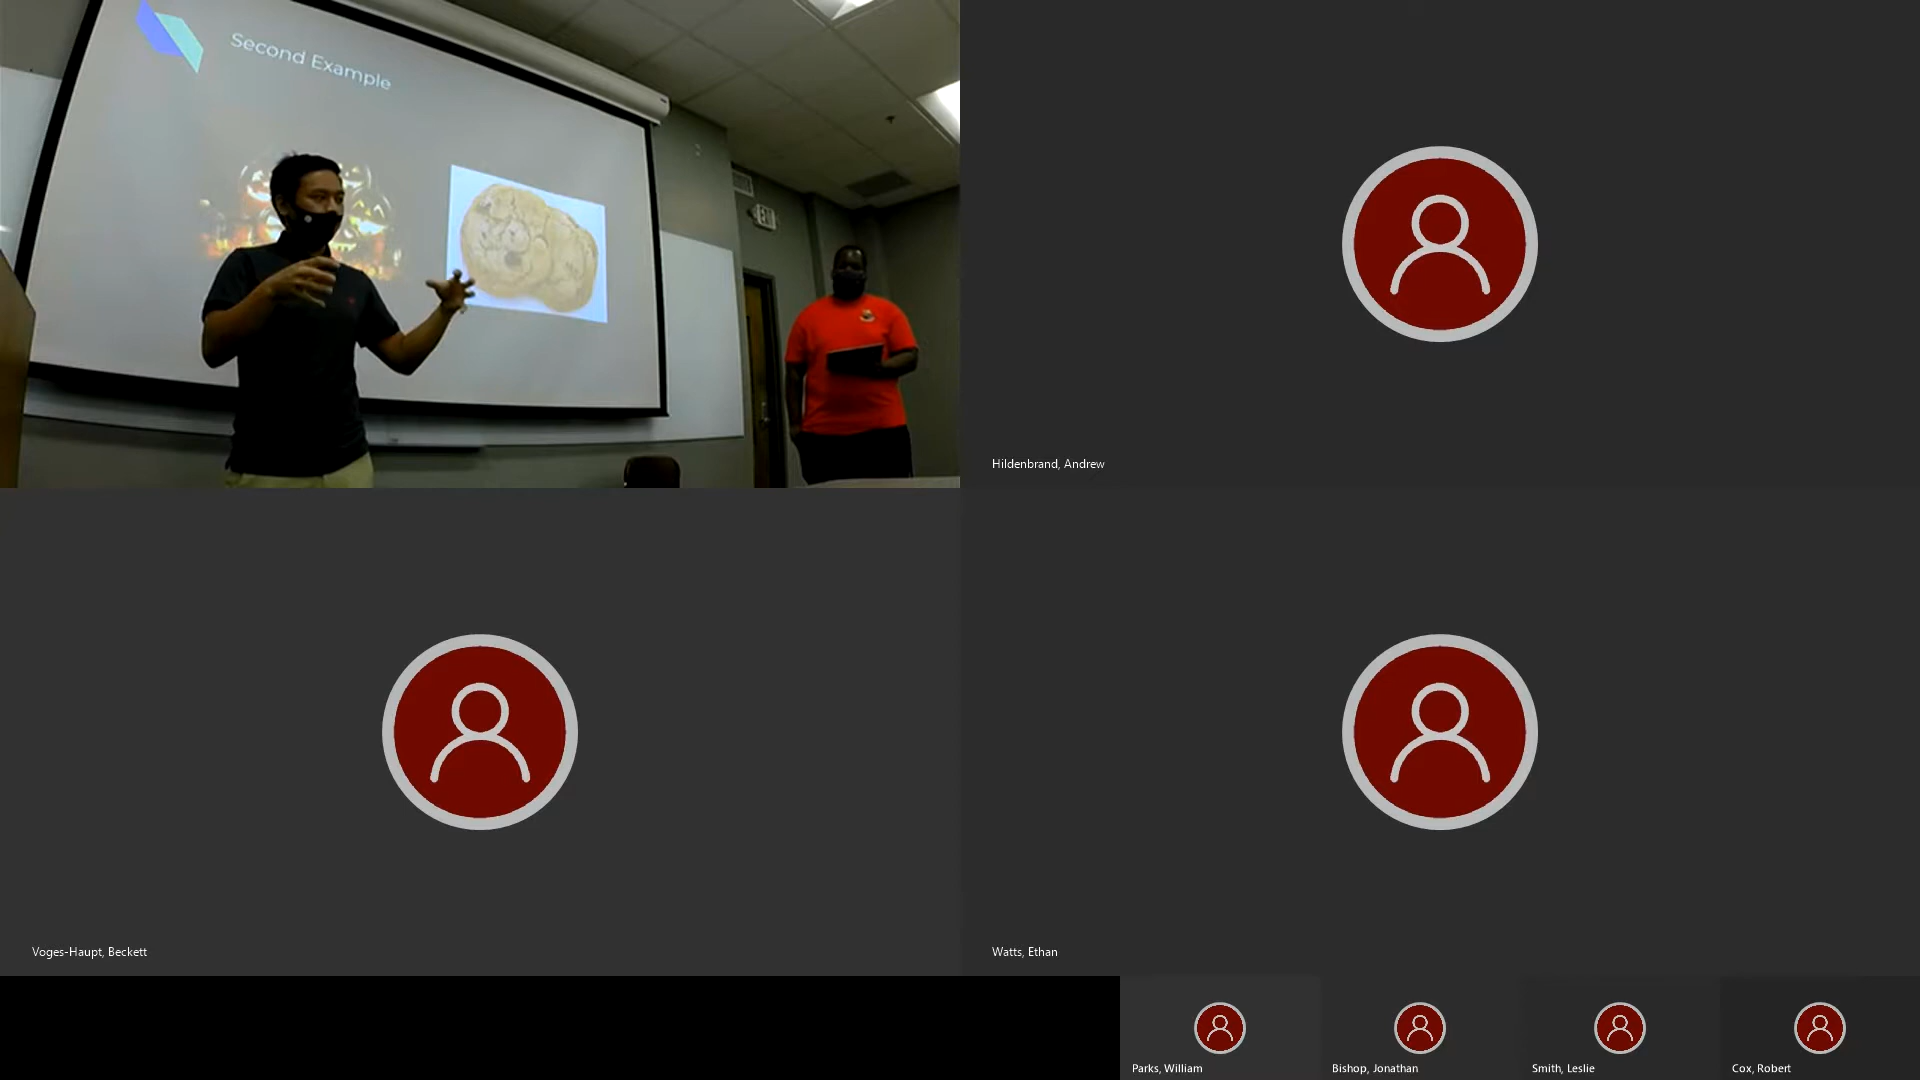 Second Example
EXIT
Hildenbrand, Andrew
Voges-Haupt, Beckett
Watts, Ethan
Parks, William
Bishop, Jonathan
Smith, Leslie
Cox, Robert